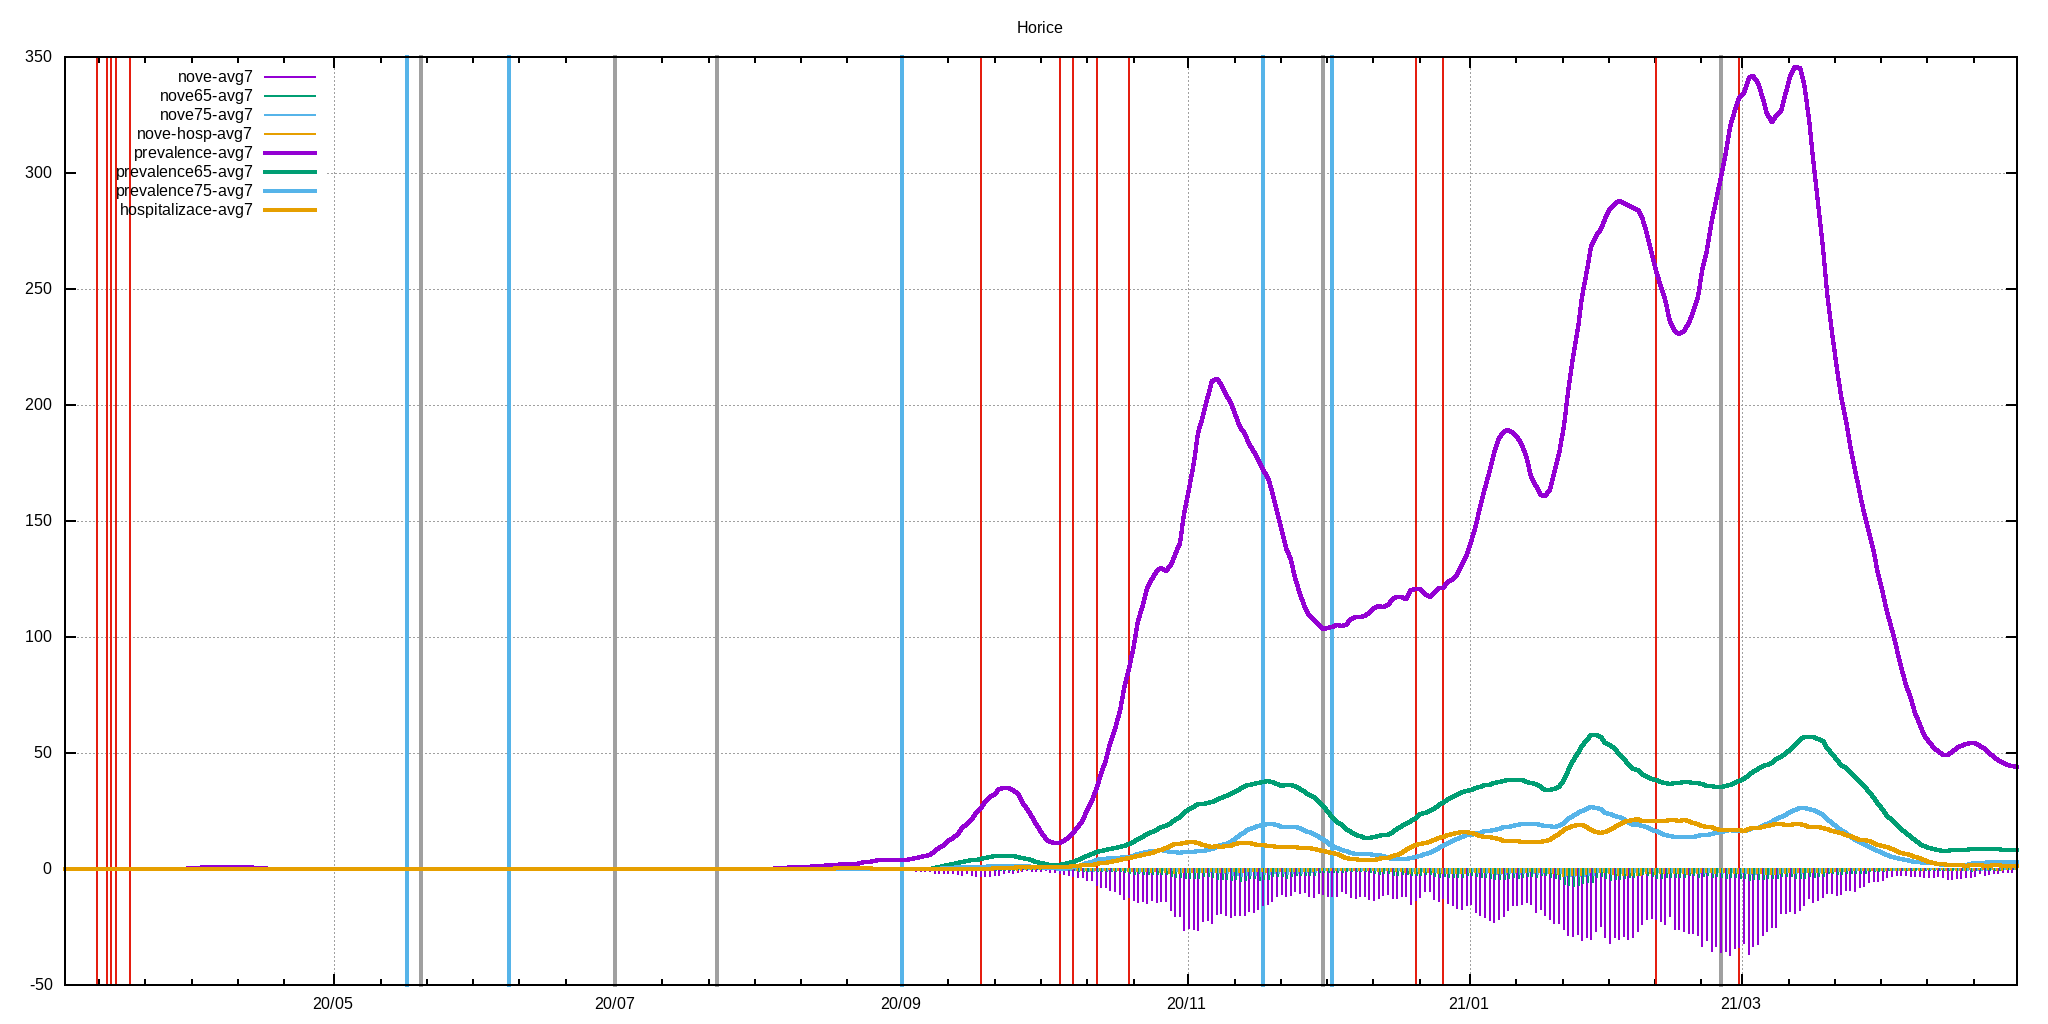 Horice
350
300
250
200
150
100
50
0
-50
nove-avg7
nove65-avg7
nove75-avg7
nove-hosp-avg7
prevalence-avg7
prevalence65-avg7
prevalence75-avg7
hospitalizace-avg7
20/05 20/07 20/09 20/11 21/01 21/03